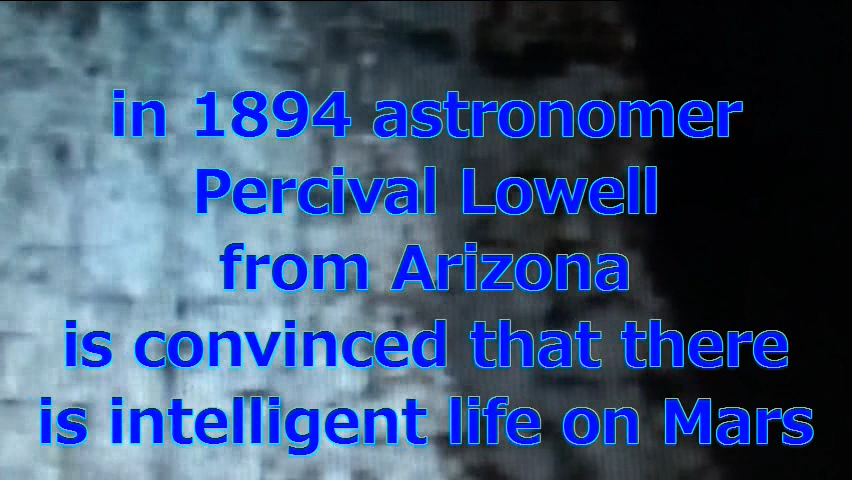 in 1894 astronomer
Percival Lowell
from Arizona
is convinced that there
is intelligent life on Mars